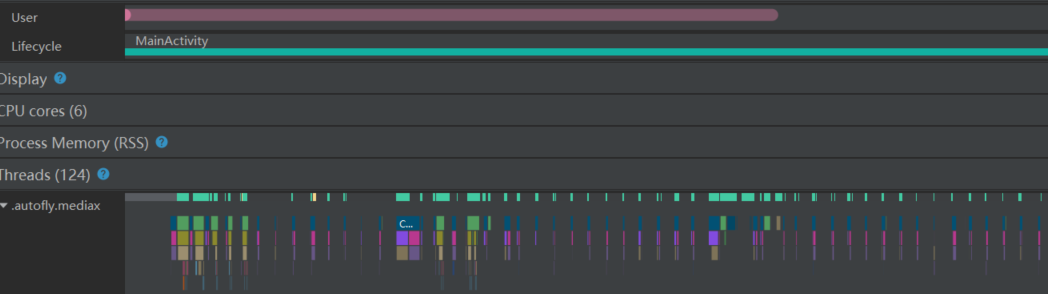 User
Lifecycle
MainActivity
Display ?
CPU cores (6)
Process Memory (RSS) ?
Threads (124) ?
.autofly.mediax
C...